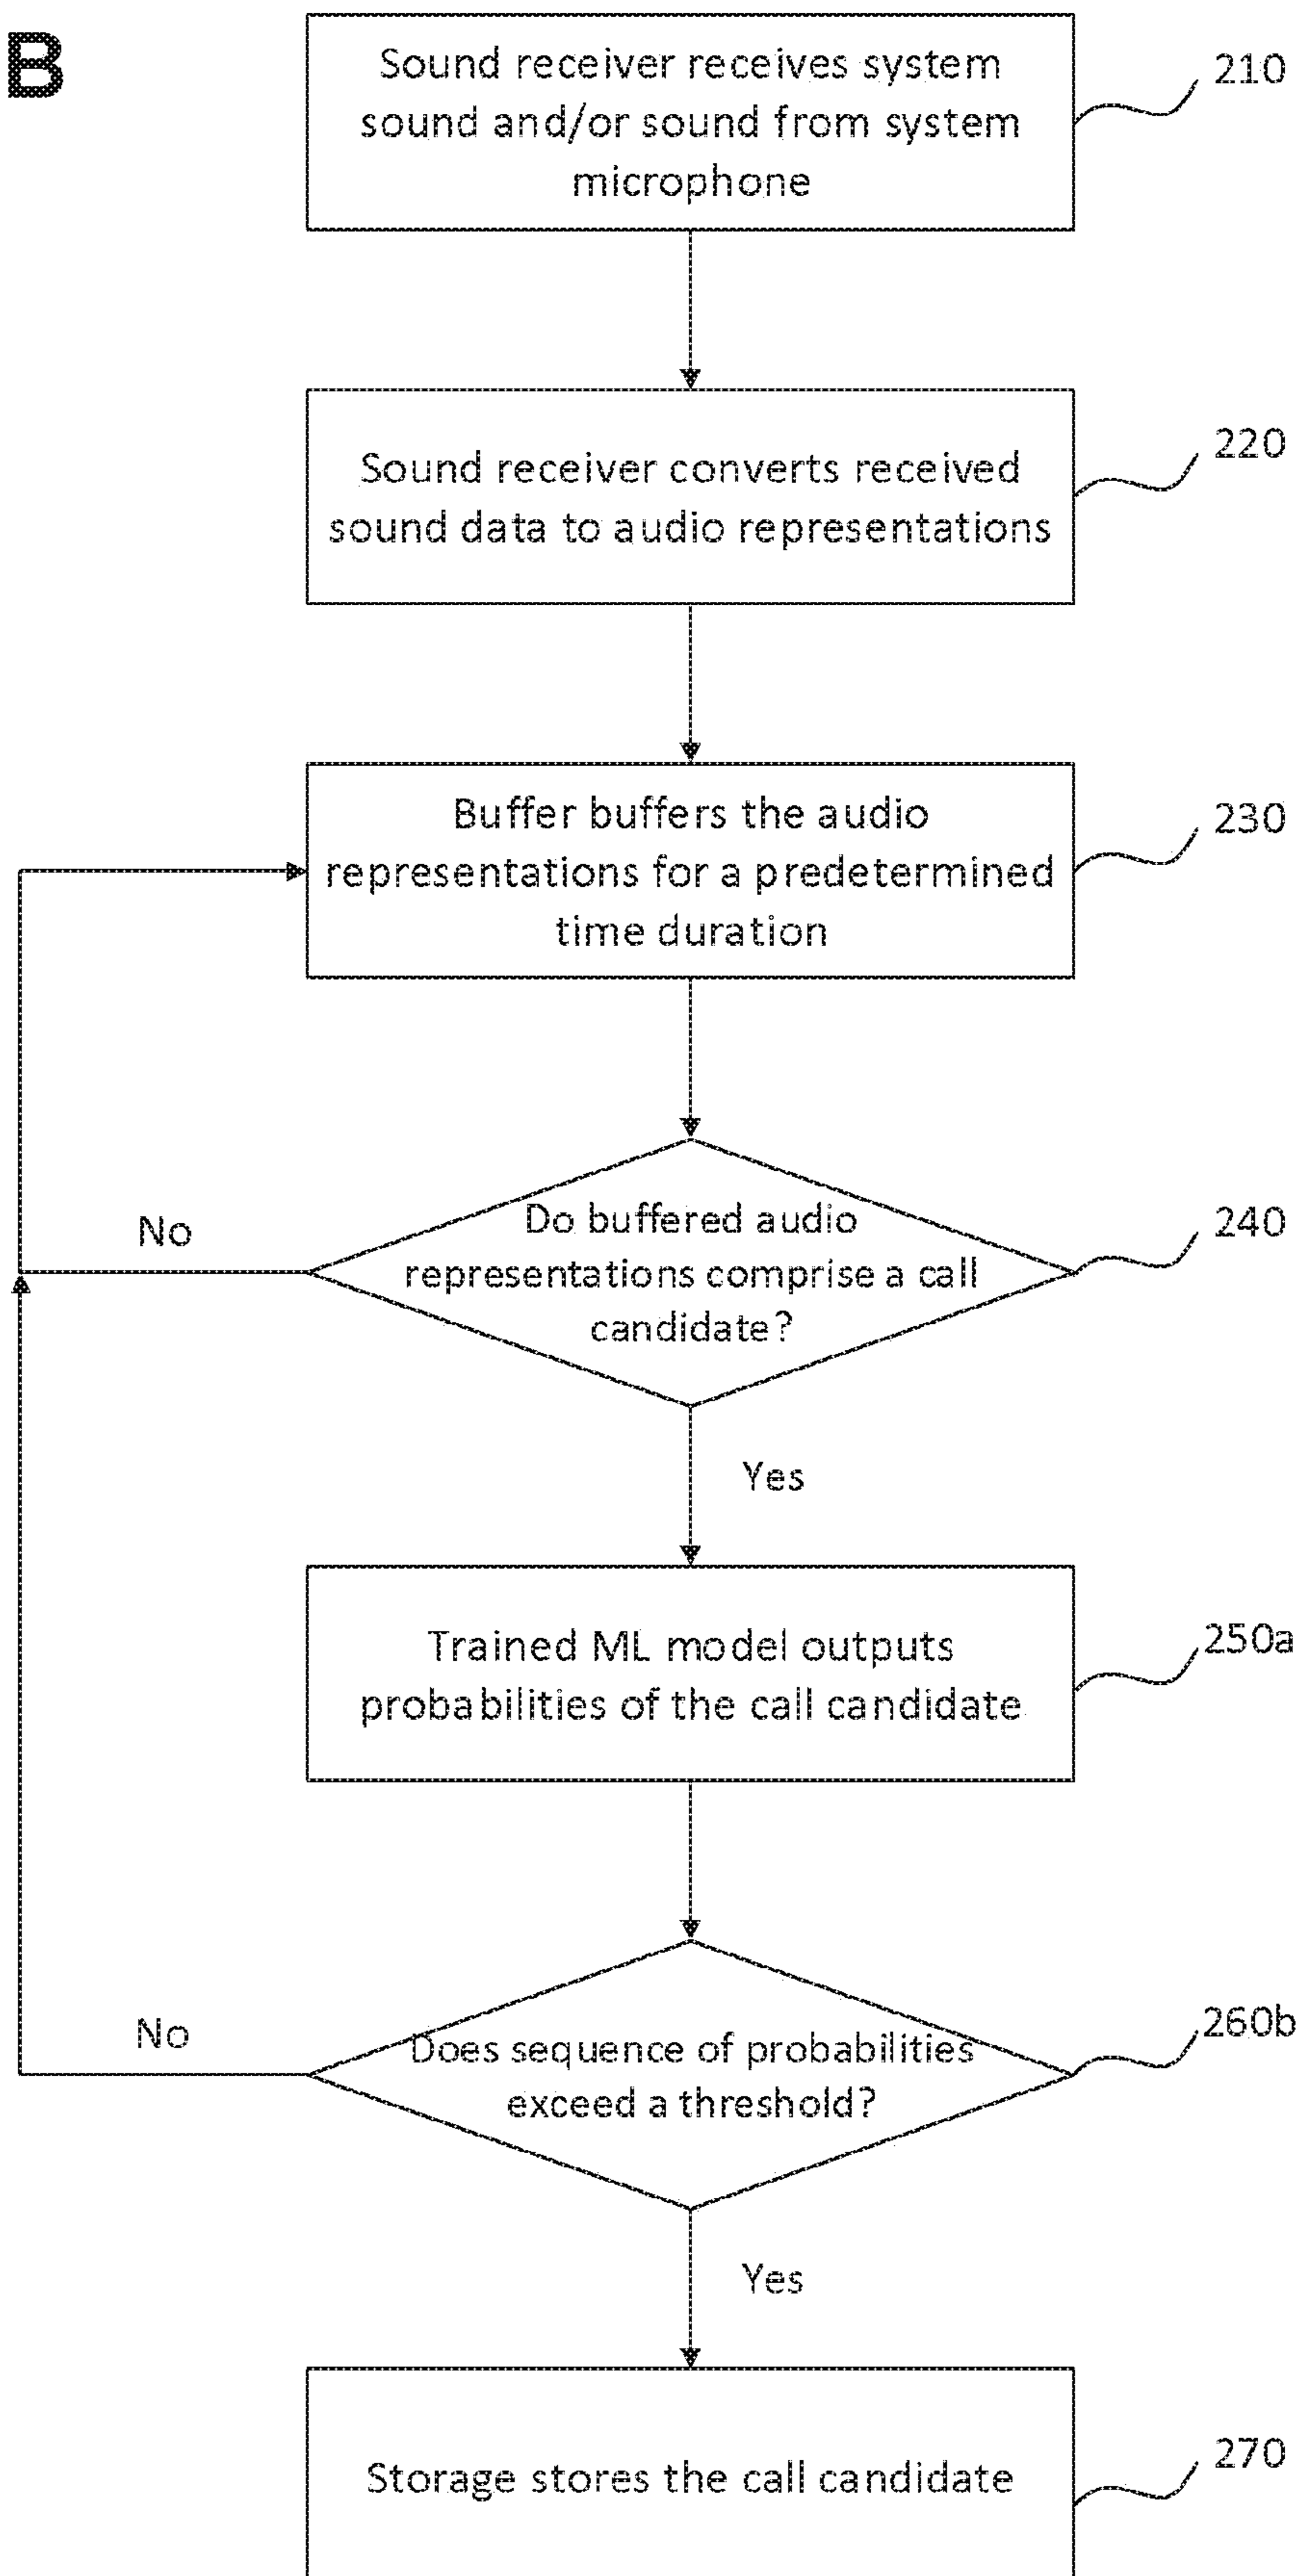 B
Sound receiver receives system
sound and/or sound from system
microphone
210
Sound receiver converts received
sound data to audio representations
220
Buffer buffers the audio
representations for a predetermined
time duration
230
No
Do buffered audio
representations comprise a call
candidate?
240
Yes
Trained ML model outputs
probabilities of the call candidate
250a
No
Does sequence of probabilities
exceed a threshold?
260b
Yes
Storage stores the call candidate
270